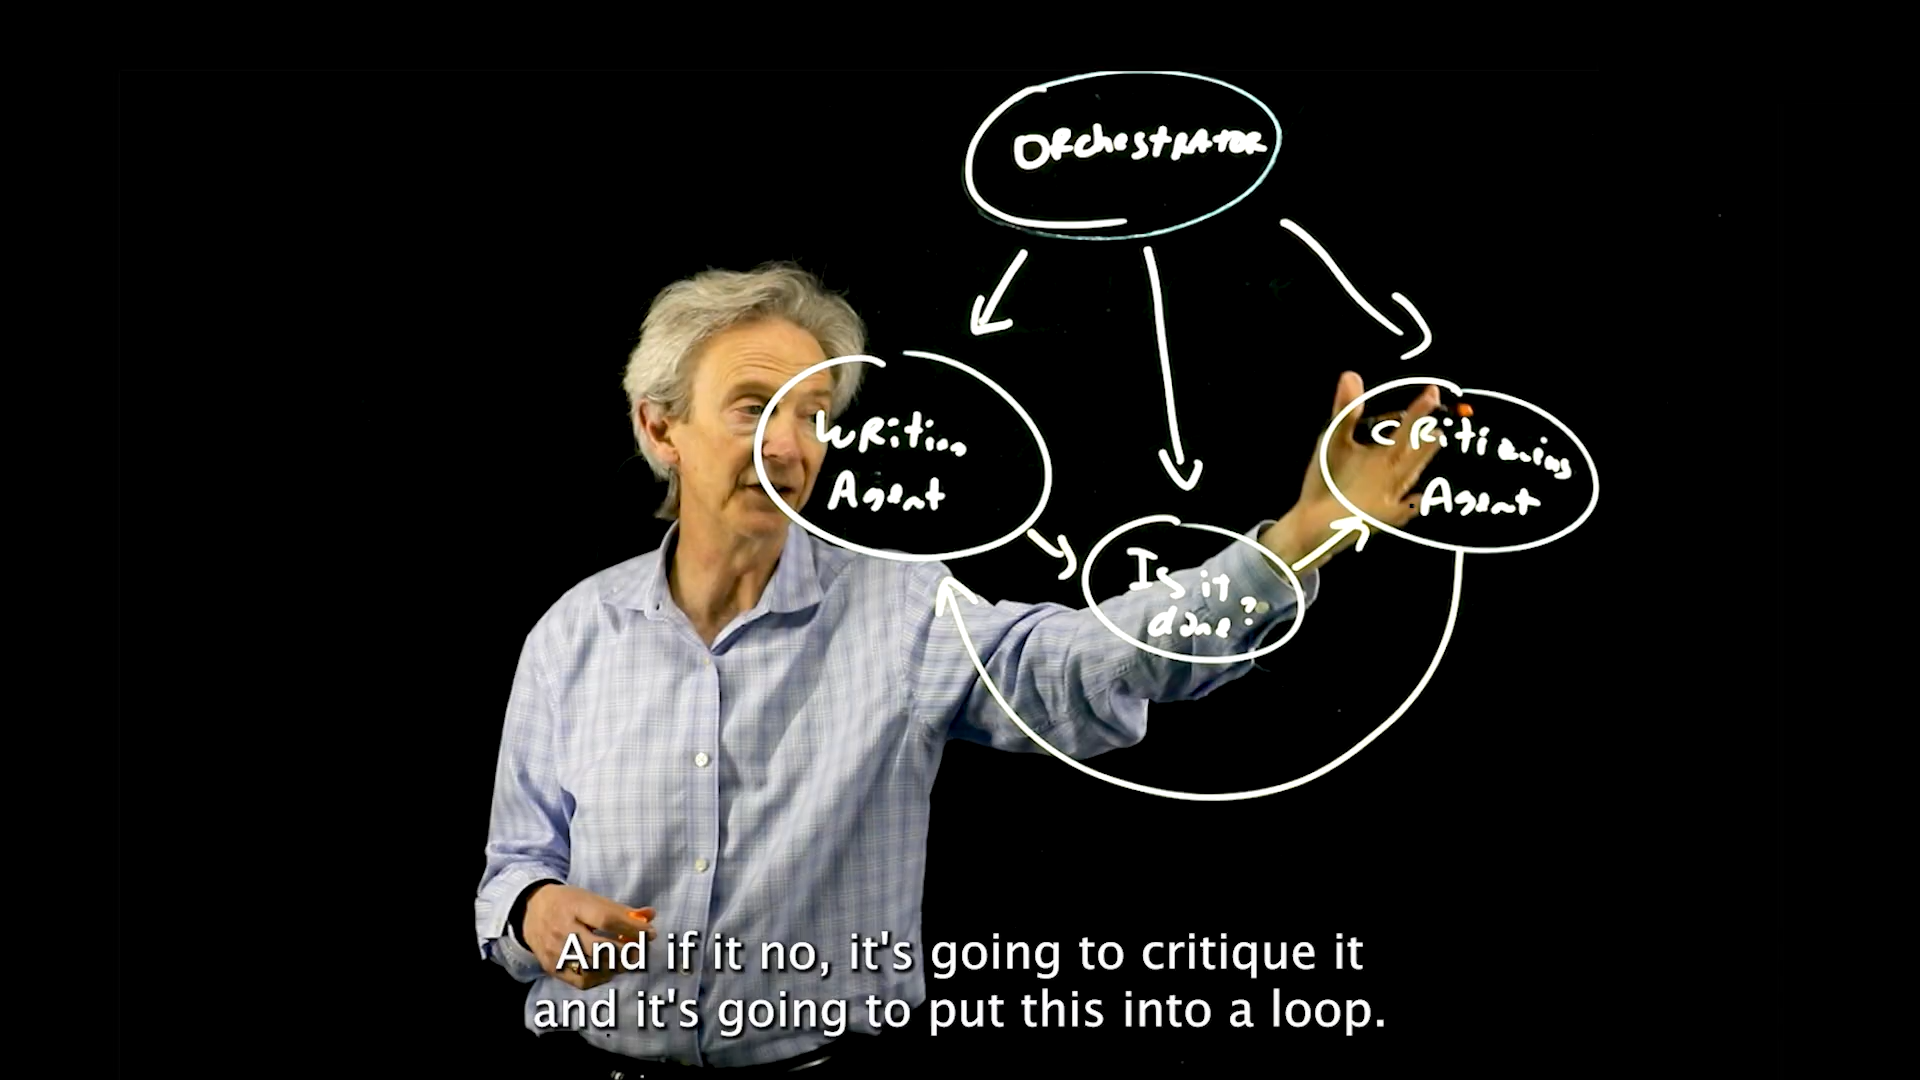 ORchestRATOR
WRiting
Agent
CRitiquing
Agent
Is it
done?
And if it no, it's going to critique it
and it's going to put this into a loop.